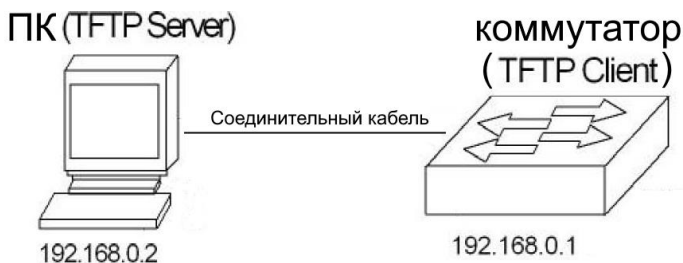 ПК (TFTP Server)
коммутатор
(TFTP Client)
Соединительный кабель
192.168.0.2
192.168.0.1